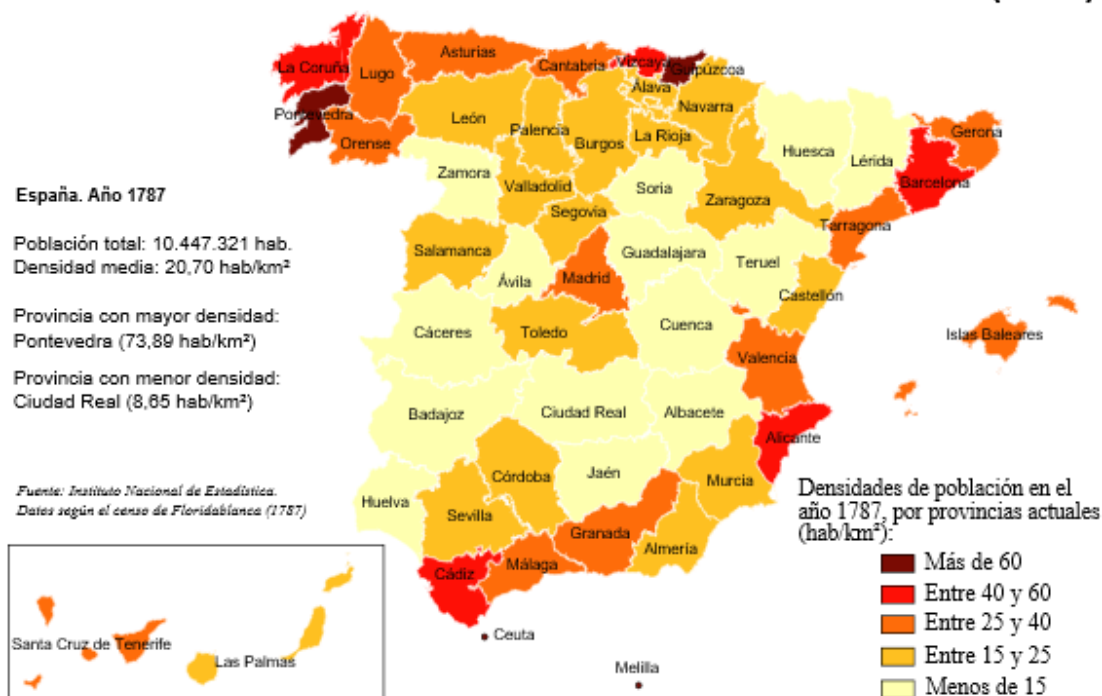 La Coruña
Lugo
Asturias
Cantabria
Vizcaya
Guipúzcoa
Pontevedra
Orense
León
Palencia
Burgos
Álava
La Rioja
Navarra
Huesca
Lérida
Gerona
Barcelona
Zamora
Valladolid
Soria
Zaragoza
Tarragona
Segovia
Salamanca
Ávila
Madrid
Guadalajara
Teruel
Castellón
Cáceres
Toledo
Cuenca
Valencia
Islas Baleares
Badajoz
Ciudad Real
Albacete
Alicante
Huelva
Sevilla
Córdoba
Jaén
Murcia
Cádiz
Málaga
Granada
Almería
Ceuta
Melilla
España. Año 1787
Población total: 10.447.321 hab.
Densidad media: 20,70 hab/km²
Provincia con mayor densidad:
Pontevedra (73,89 hab/km²)
Provincia con menor densidad:
Ciudad Real (8,65 hab/km²)
Fuente: Instituto Nacional de Estadística.
Datos según el censo de Floridablanca (1787)
Santa Cruz de Tenerife
Las Palmas
Densidades de población en el
año 1787, por provincias actuales
(hab/km²):
Más de 60
Entre 40 y 60
Entre 25 y 40
Entre 15 y 25
Menos de 15